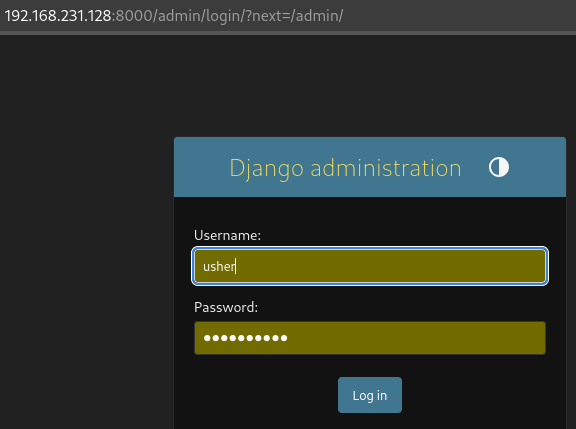 192.168.231.128:8000/admin/login/?next=/admin/
Django administration
Username:
usher
Password:
••••••••••
Log in